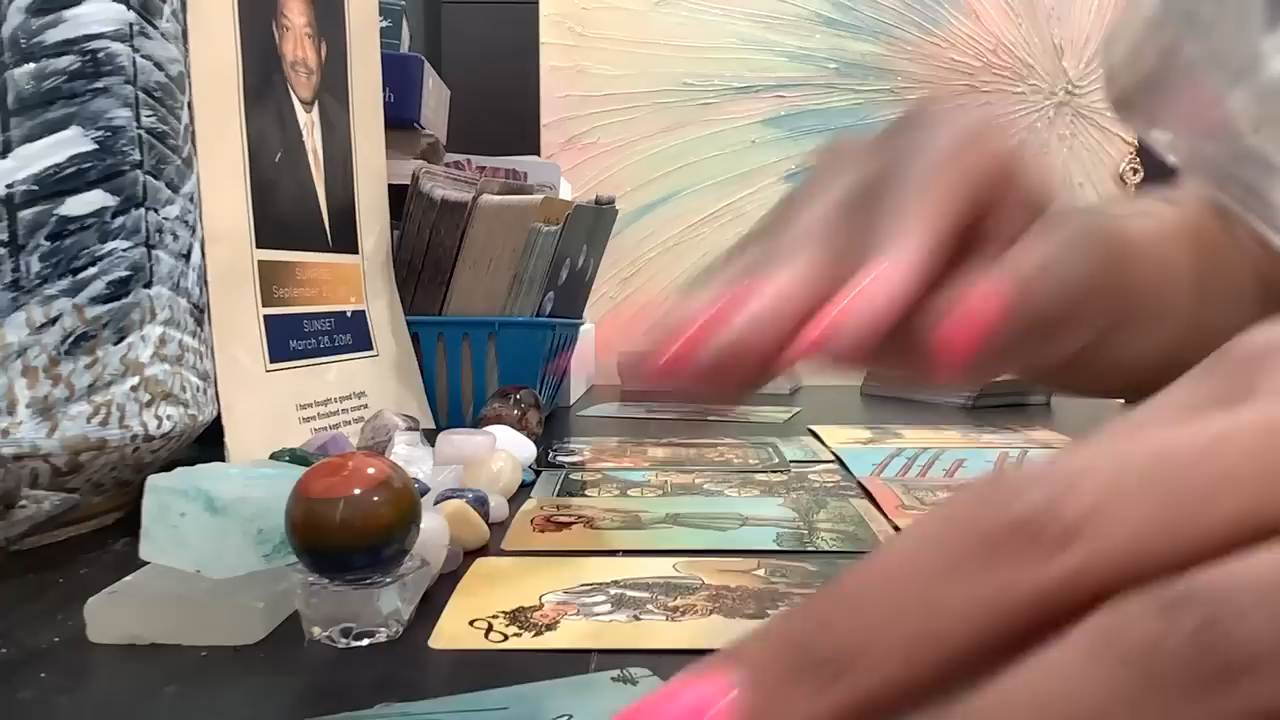 SUNRISE
September
SUNSET
March 26, 2016
I have fought a good fight,
I have finished my course,
I have kept the faith.